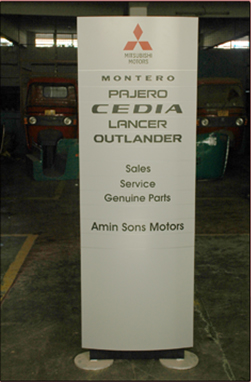 MITSUBISHI
MOTORS
MONTERO
PAJERO
CEDIA
LANCER
OUTLANDER
Sales
Service
Genuine Parts
Amin Sons Motors